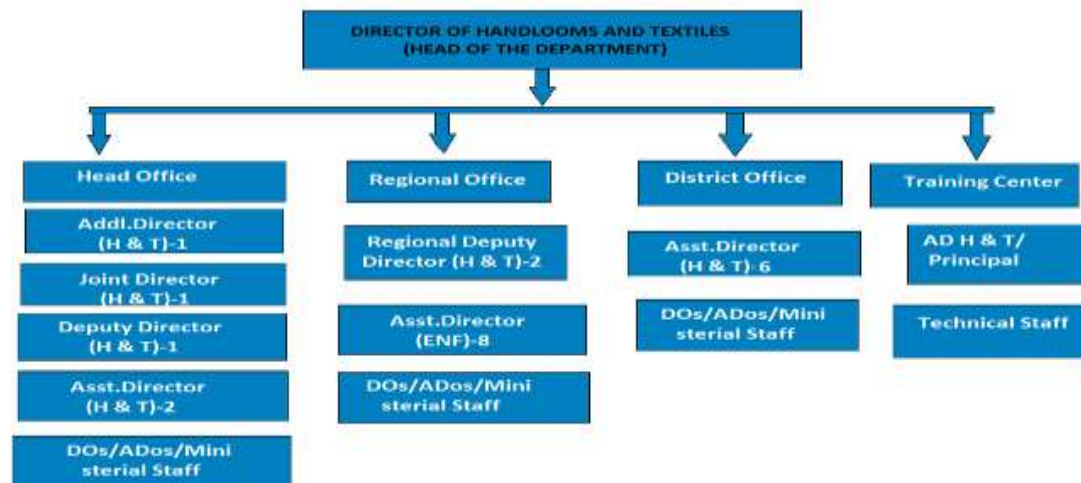 DIRECTOR OF HANDLOOMS AND TEXTILES
(HEAD OF THE DEPARTMENT)
Head Office
Addl.Director
(H & T)-1
Joint Director
(H & T)-1
Deputy Director
(H & T)-1
Asst.Director
(H & T)-2
DOs/ADos/Mini
sterial Staff
Regional Office
Regional Deputy
Director (H & T)-2
Asst.Director
(ENF)-8
DOs/ADos/Mini
sterial Staff
District Office
Asst.Director
(H & T)-6
DOs/ADos/Mini
sterial Staff
Training Center
AD H & T/
Principal
Technical Staff